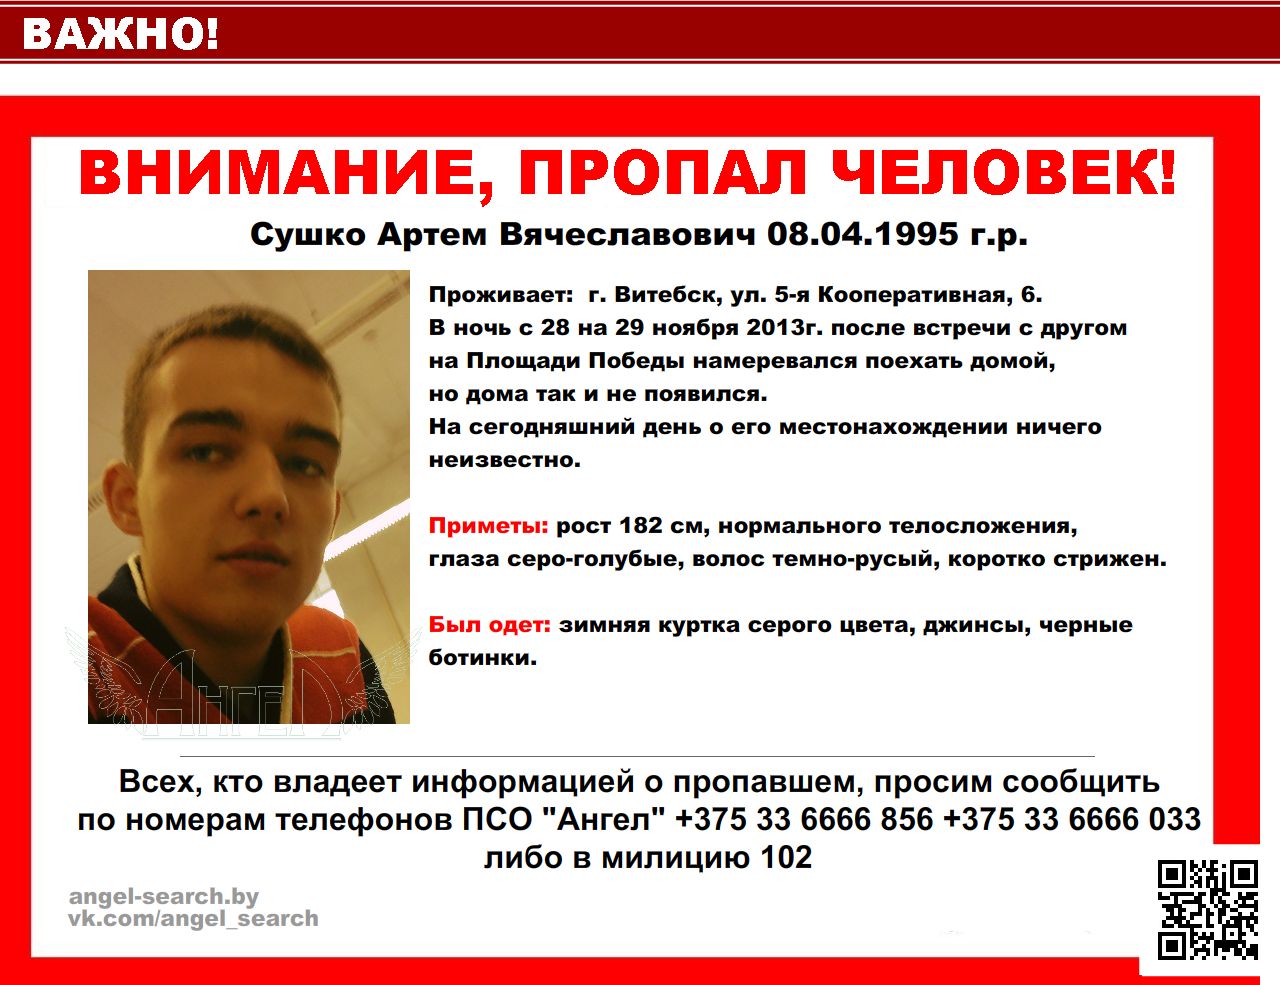 ВАЖНО!
ВНИМАНИЕ, ПРОПАЛ ЧЕЛОВЕК!
Сушко Артем Вячеславович 08.04.1995 г.р.
Проживает: г. Витебск, ул. 5-я Кооперативная, 6.
В ночь с 28 на 29 ноября 2013г. после встречи с другом
на Площади Победы намеревался поехать домой,
но дома так и не появился.
На сегодняшний день о его местонахождении ничего
неизвестно.
Приметы: рост 182 см, нормального телосложения,
глаза серо-голубые, волос темно-русый, коротко стрижен.
Был одет: зимняя куртка серого цвета, джинсы, черные
ботинки.
Ангел
Всех, кто владеет информацией о пропавшем, просим сообщить
по номерам телефонов ПСО "Ангел" +375 33 6666 856 +375 33 6666 033
либо в милицию 102
angel-search.by
vk.com/angel_search